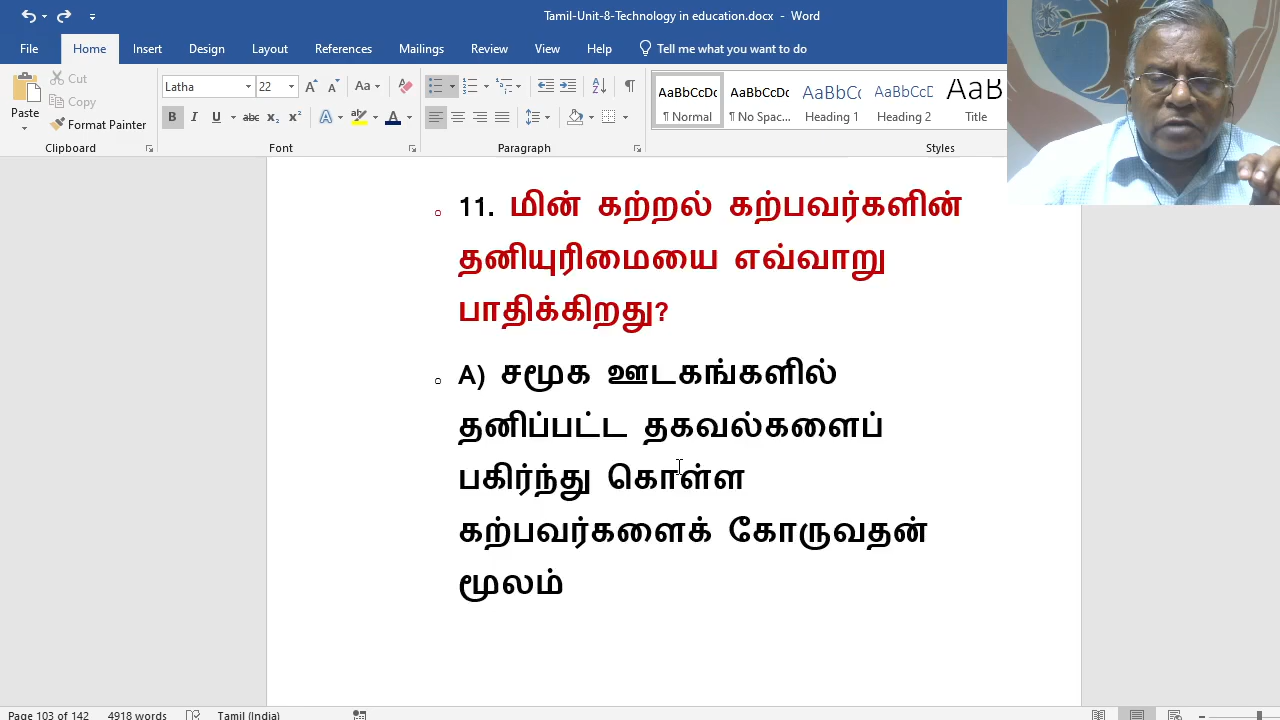 Tamil-Unit-8-Technology in education.docx - Word
File Home Insert Design Layout References Mailings Review View Help Tell me what you want to do
Paste Cut Copy Format Painter
Latha 22
AaBbCcDc ¶ Normal AaBbCcDc ¶ No Spac... AaBbCc Heading 1 AaBbCcD Heading 2 AaB Title
Clipboard Font Paragraph Styles
11. மின் கற்றல் கற்பவர்களின்
தனியுரிமையை எவ்வாறு
பாதிக்கிறது?
A) சமூக ஊடகங்களில்
தனிப்பட்ட தகவல்களைப்
பகிர்ந்து கொள்ள
கற்பவர்களைக் கோருவதன்
மூலம்
Page 103 of 142 4918 words Tamil (India)